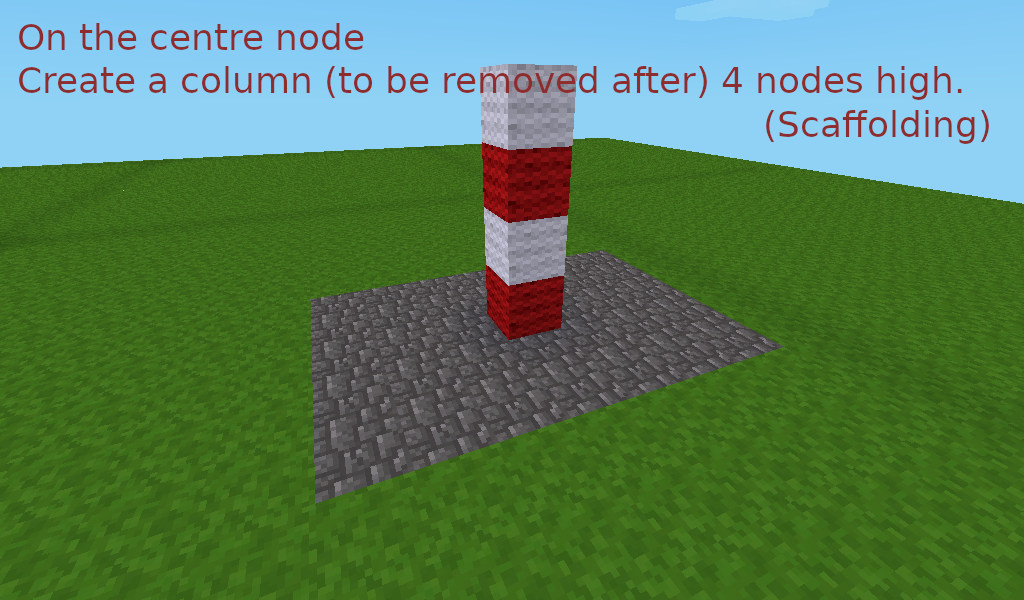 On the centre node
Create a column (to be removed after) 4 nodes high.
(Scaffolding)